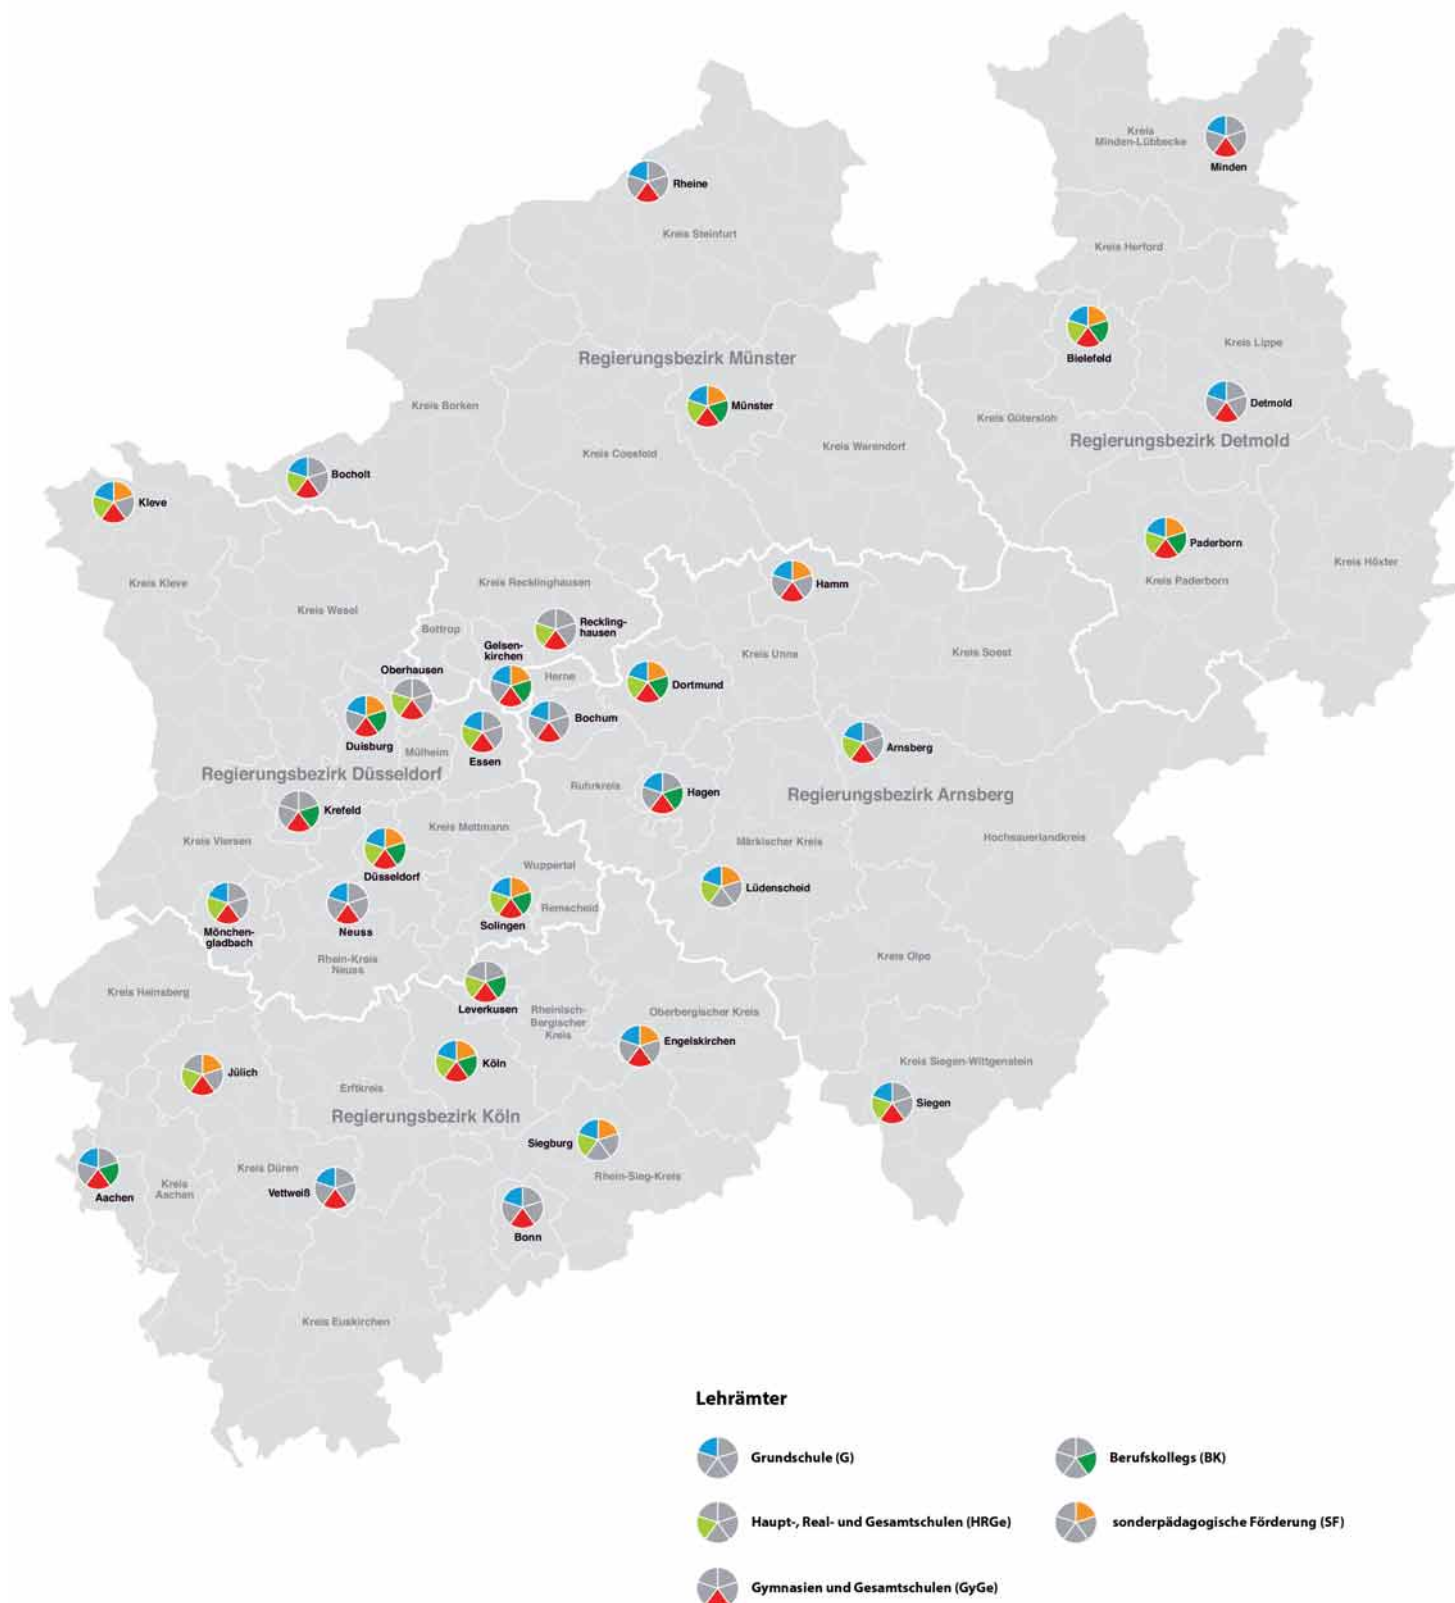 Kreis
Minden-Lübbecke
Minden
Rheine
Kreis Steinfurt
Kreis Herford
Kreis Lippe
Bielefeld
Regierungsbezirk Münster
Detmold
Münster
Kreis Borken
Kreis Gütersloh
Regierungsbezirk Detmold
Kreis Warendorf
Kreis Coesfeld
Bocholt
Kleve
Paderborn
Kreis Höxter
Kreis Paderborn
Kreis Kleve
Kreis Recklinghausen
Hamm
Kreis Wesel
Reckling-
hausen
Bottrop
Gelsen-
kirchen
Kreis Unna
Kreis Soest
Oberhausen
Herne
Dortmund
Bochum
Duisburg
Mülheim
Essen
Arnsberg
Regierungsbezirk Düsseldorf
Ruhrkreis
Hagen
Regierungsbezirk Arnsberg
Krefeld
Kreis Mettmann
Kreis Viersen
Märkischer Kreis
Hochsauerlandkreis
Wuppertal
Düsseldorf
Lüdenscheid
Remscheid
Solingen
Mönchen-
gladbach
Neuss
Rhein-Kreis
Neuss
Kreis Olpe
Kreis Heinsberg
Leverkusen
Rheinisch-
Bergischer
Kreis
Oberbergischer Kreis
Engelskirchen
Köln
Jülich
Kreis Siegen-Wittgenstein
Erftkreis
Siegen
Regierungsbezirk Köln
Siegburg
Rhein-Sieg-Kreis
Kreis Düren
Kreis
Aachen
Aachen
Vettweiß
Bonn
Kreis Euskirchen
Lehrämter
Grundschule (G)
Berufskollegs (BK)
Haupt-, Real- und Gesamtschulen (HRGe)
sonderpädagogische Förderung (SF)
Gymnasien und Gesamtschulen (GyGe)